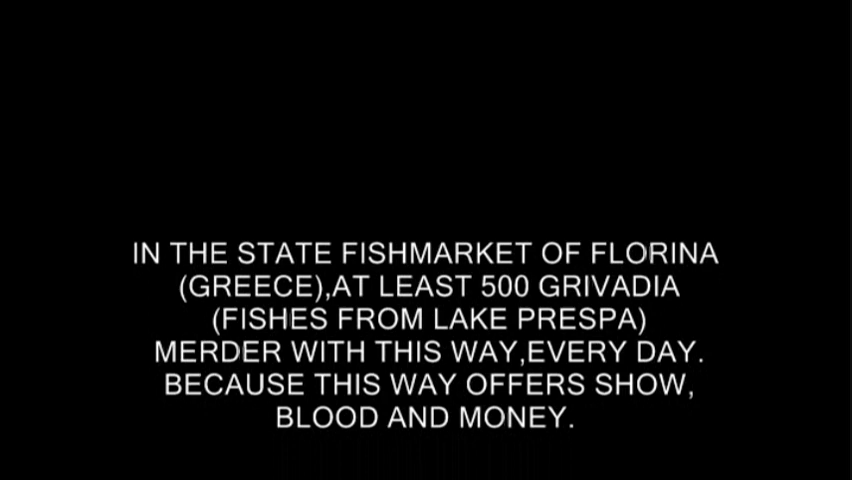 IN THE STATE FISHMARKET OF FLORINA
(GREECE),AT LEAST 500 GRIVADIA
(FISHES FROM LAKE PRESPA)
MERDER WITH THIS WAY,EVERY DAY.
BECAUSE THIS WAY OFFERS SHOW,
BLOOD AND MONEY.